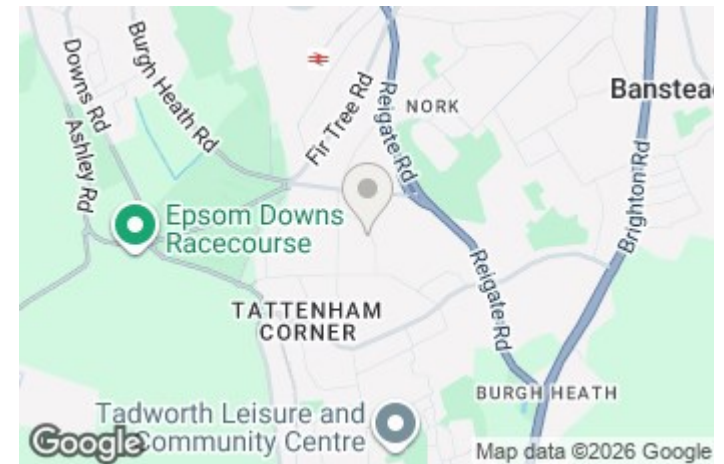 Downs Rd
Ashley Rd
Burgh Heath Rd
Fir Tree Rd
Reigate Rd
NORK
Banstea
Brighton Rd
Epsom Downs
Racecourse
Reigate Rd
TATTENHAM
CORNER
BURGH HEATH
Tadworth Leisure and
Community Centre
Google
Map data ©2026 Google